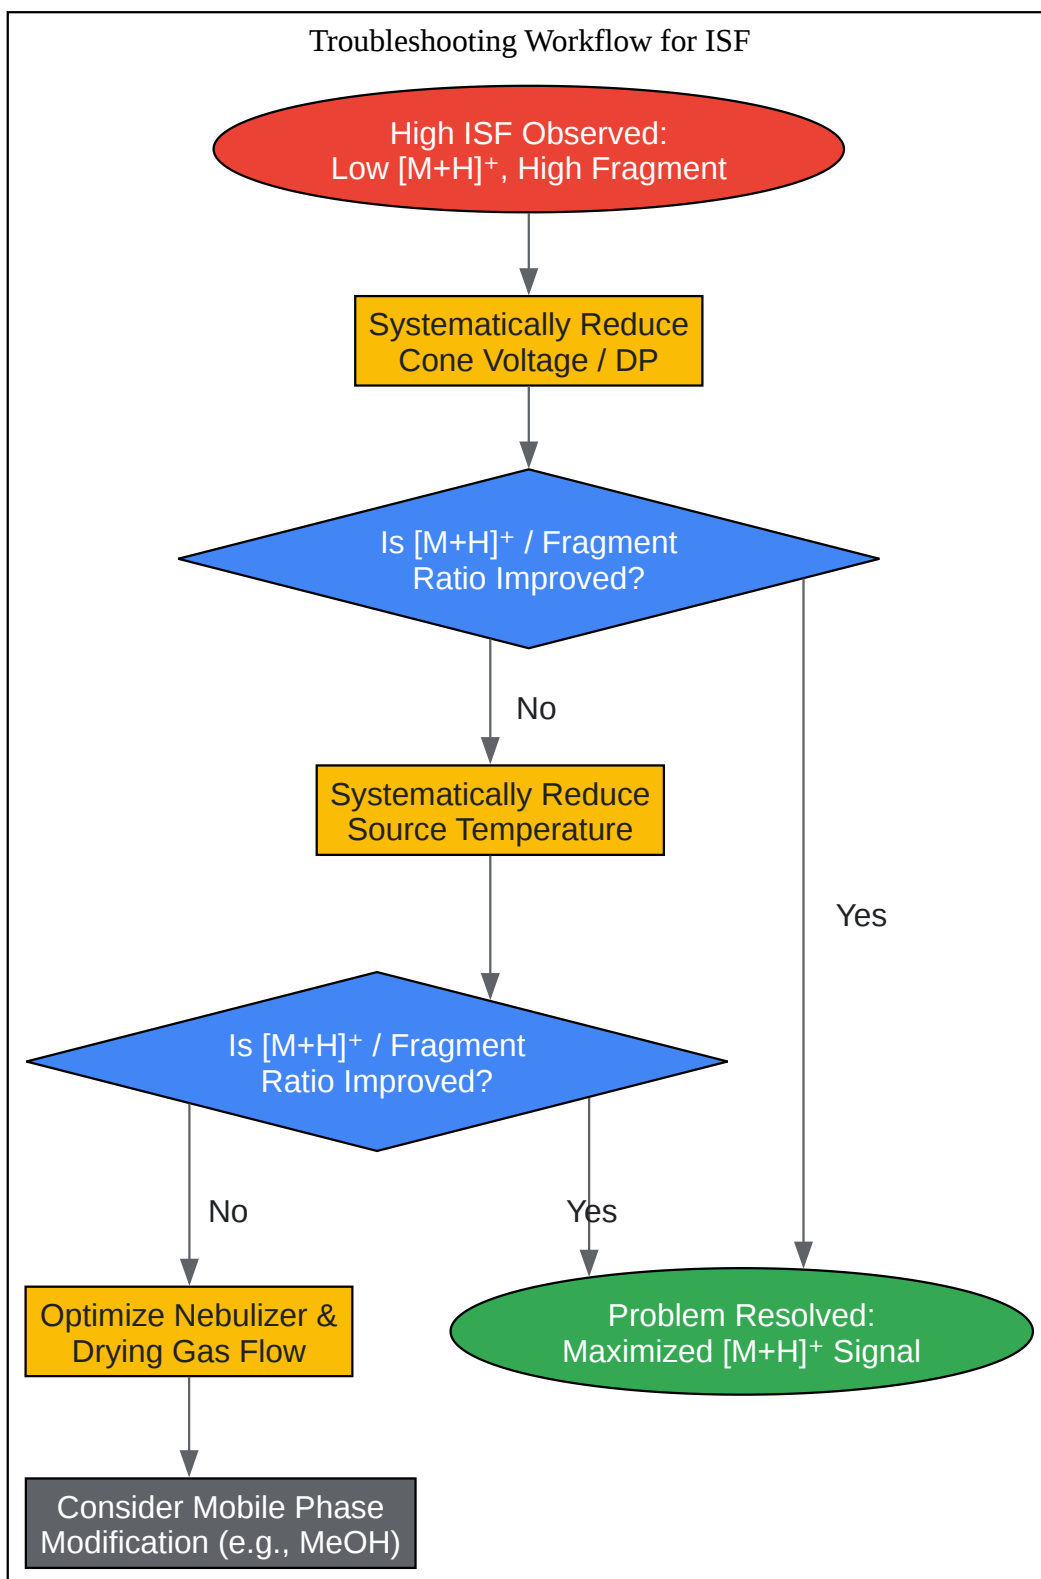 Troubleshooting Workflow for ISF
High ISF Observed:
Low [M+H]⁺, High Fragment
Systematically Reduce
Cone Voltage / DP
Is [M+H]⁺ / Fragment
Ratio Improved?
No
Systematically Reduce
Source Temperature
Yes
Is [M+H]⁺ / Fragment
Ratio Improved?
No
Yes
Optimize Nebulizer &
Drying Gas Flow
Problem Resolved:
Maximized [M+H]⁺ Signal
Consider Mobile Phase
Modification (e.g., MeOH)